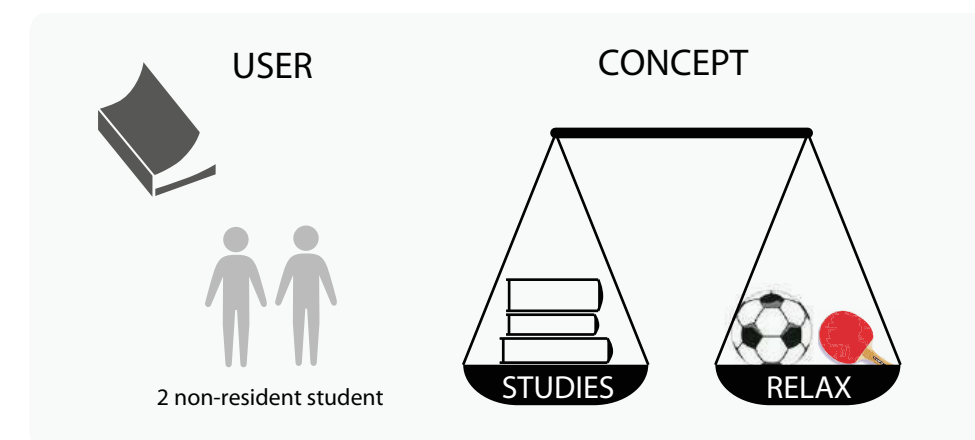 USER
CONCEPT
2 non-resident student
STUDIES
RELAX